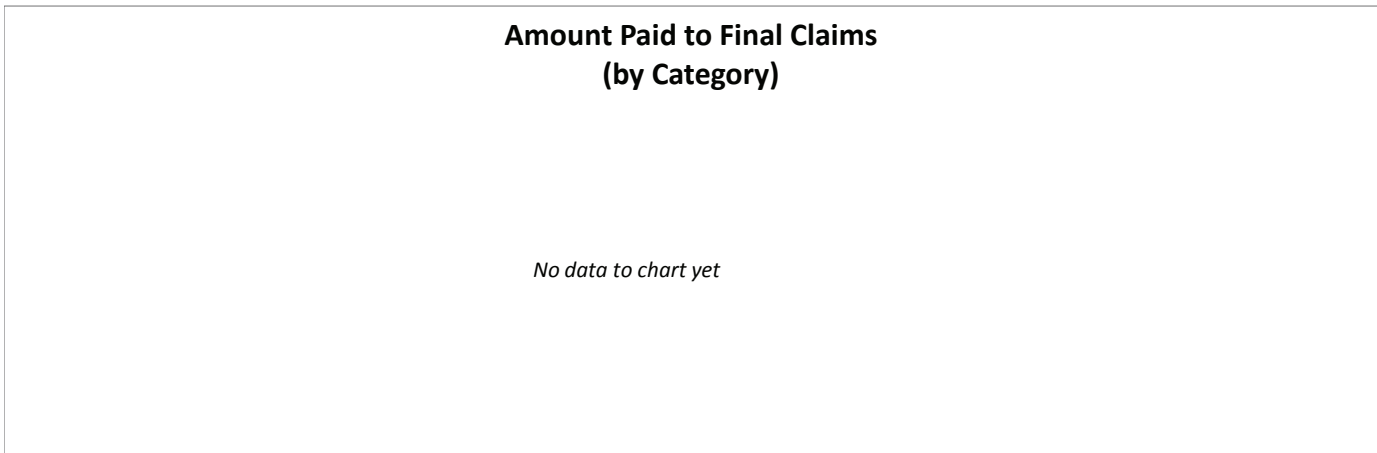 Amount Paid to Final Claims
(by Category)
No data to chart yet